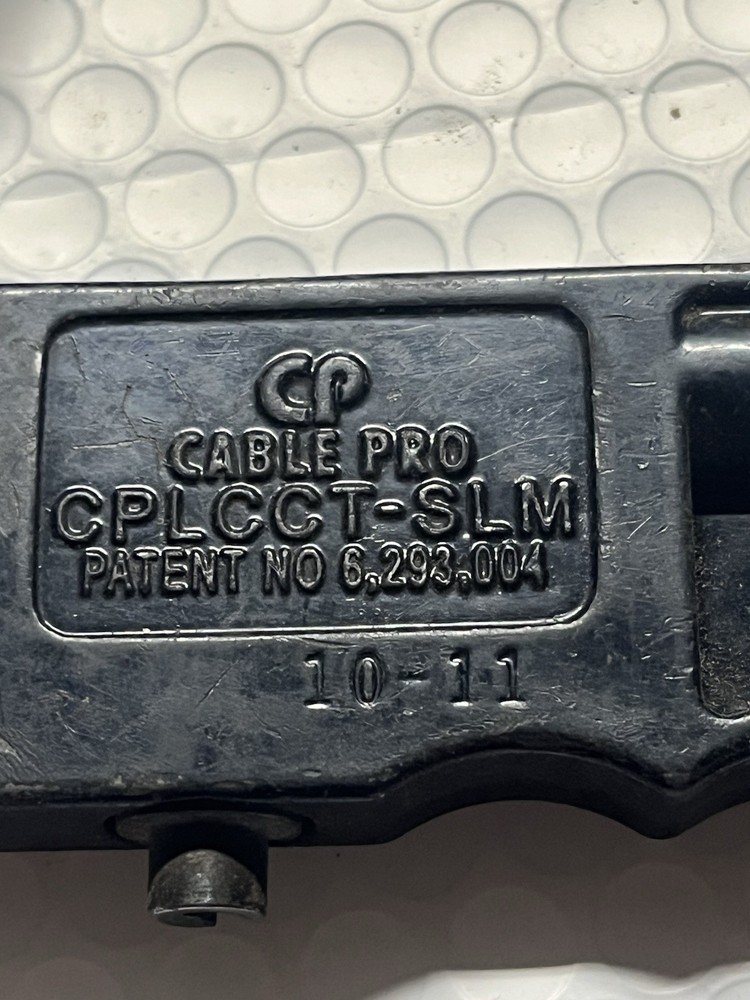 CP
CABLE PRO
CPLCCT-SLM
PATENT NO 6,293,004
10-11